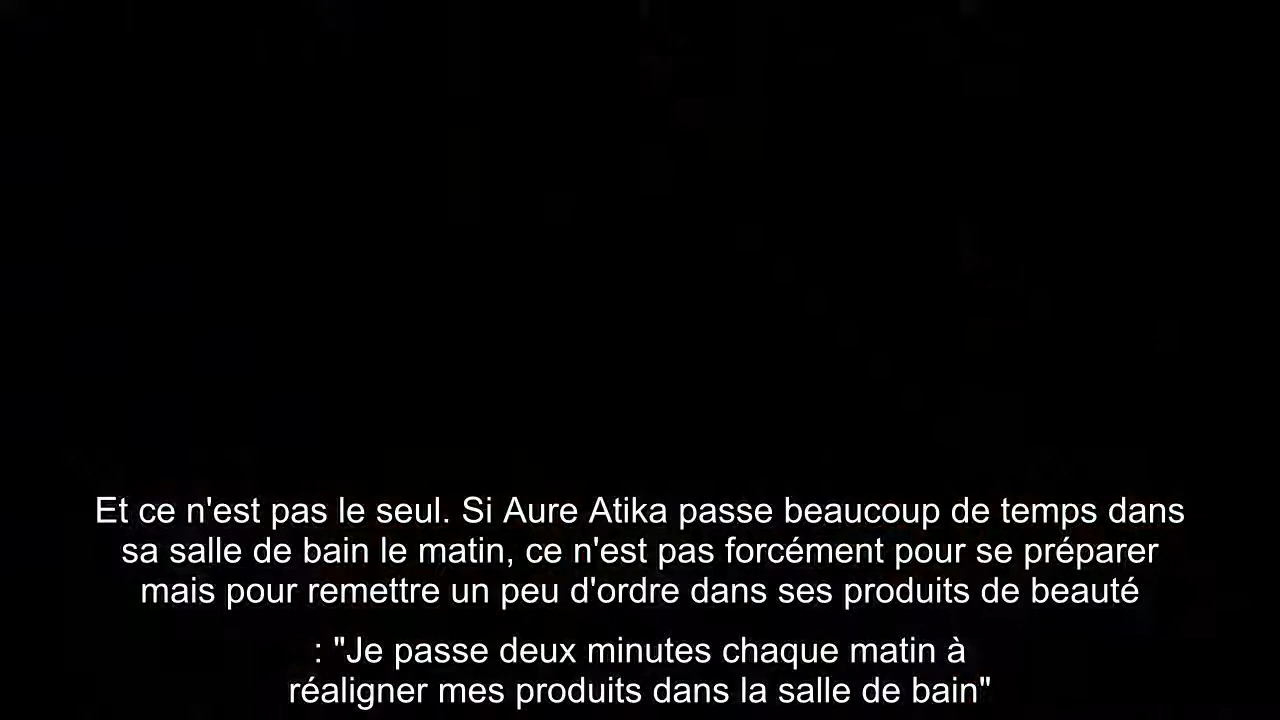 Et ce n'est pas le seul. Si Aure Atika passe beaucoup de temps dans
sa salle de bain le matin, ce n'est pas forcément pour se préparer
mais pour remettre un peu d'ordre dans ses produits de beauté
: "Je passe deux minutes chaque matin à
réaligner mes produits dans la salle de bain"